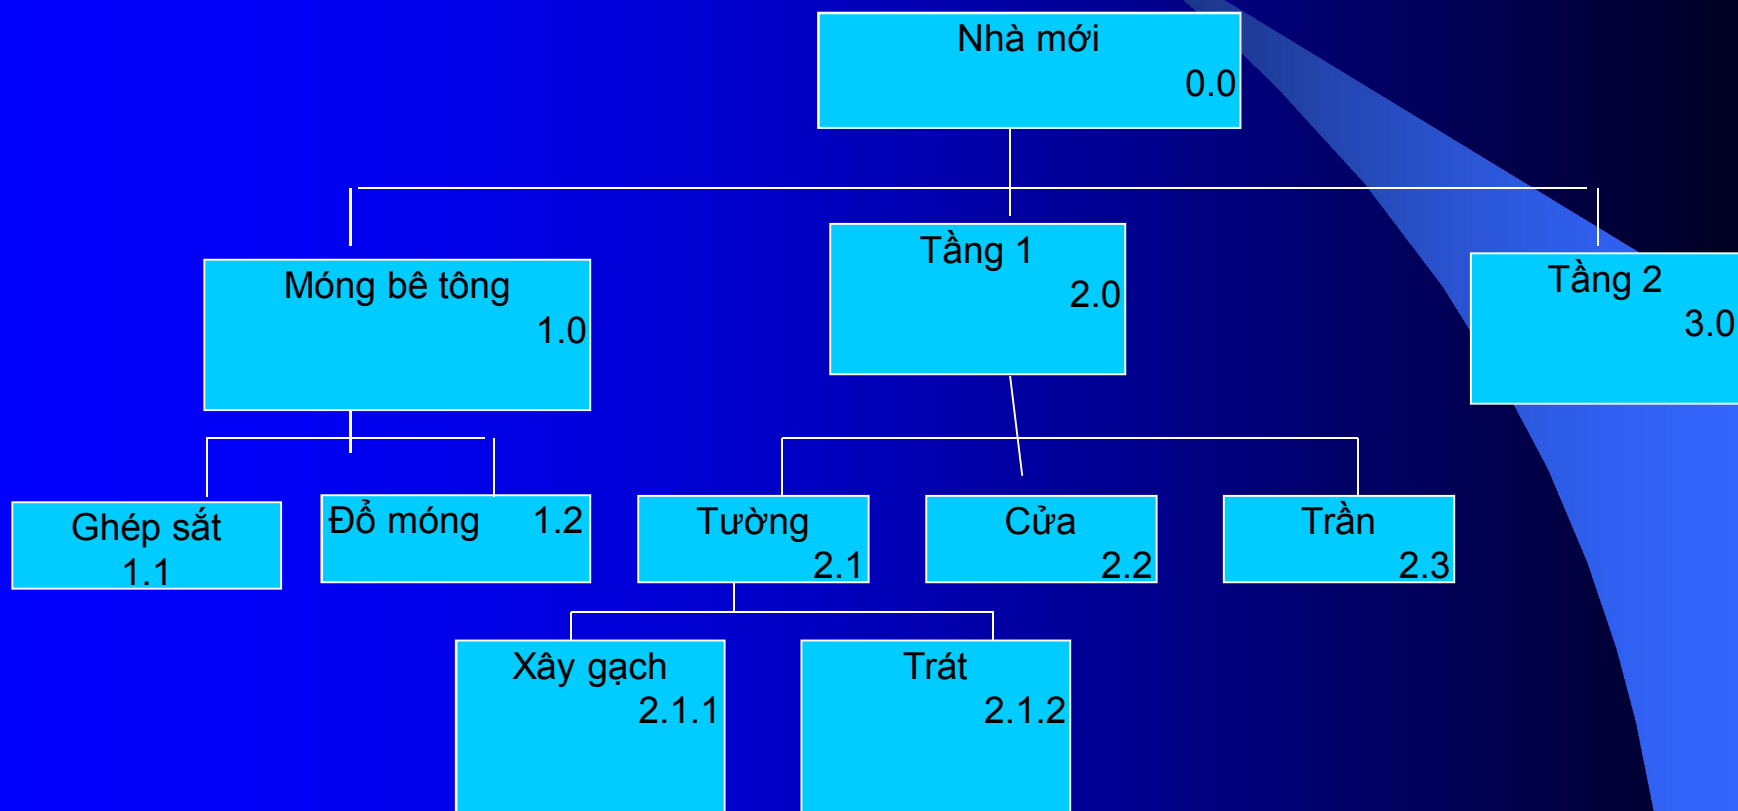 Nhà mới
0.0
Móng bê tông
1.0
Tầng 1
2.0
Tầng 2
3.0
Ghép sắt
1.1
Đổ móng 1.2
Tường
2.1
Cửa
2.2
Trần
2.3
Xây gạch
2.1.1
Trát
2.1.2